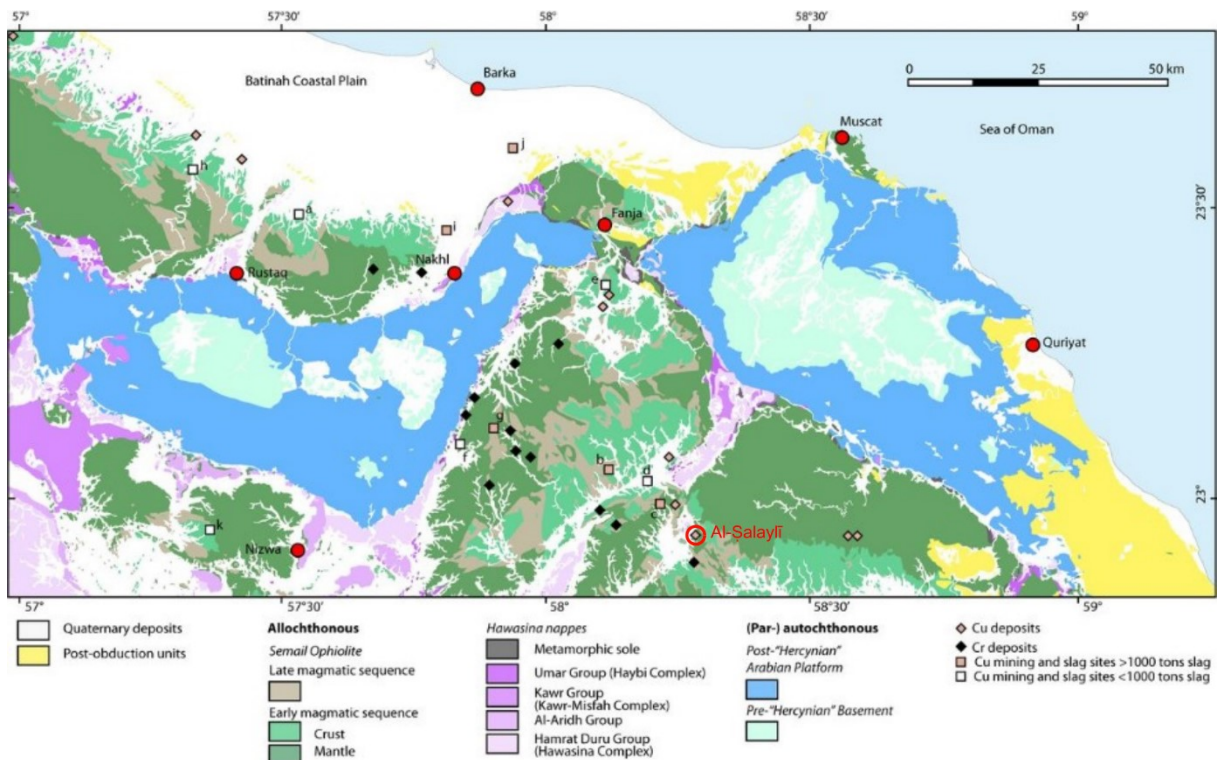 57°
57°30
58°
58°30
59°
Batinah Coastal Plain
Barka
0
25
50 km
Muscat
Sea of Oman
h
j
a
i
Fanja
23°30
Rustaq
Nakhl
e
Quriyat
g
f
b
d
c
23°
k
Nizwa
Al-Salaylī
57°
57°30
58°
58°30
59°
Quaternary deposits
Post-obduction units
Allochthonous
Semail Ophiolite
Late magmatic sequence
Early magmatic sequence
Crust
Mantle
Hawasina nappes
Metamorphic sole
Umar Group (Haybi Complex)
Kawr Group
(Kawr-Misfah Complex)
Al-Aridh Group
Hamrat Duru Group
(Hawasina Complex)
(Par-) autochthonous
Post-"Hercynian"
Arabian Platform
Pre-"Hercynian" Basement
Cu deposits
Cr deposits
Cu mining and slag sites >1000 tons slag
Cu mining and slag sites <1000 tons slag